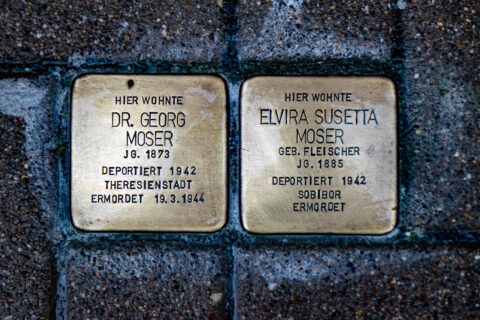 HIER WOHNTE
DR. GEORG
MOSER
JG. 1873
DEPORTIERT 1942
THERESIENSTADT
ERMORDET 19.3.1944
HIER WOHNTE
ELVIRA SUSETTA
MOSER
GEB. FLEISCHER
JG. 1885
DEPORTIERT 1942
SOBIBOR
ERMORDET